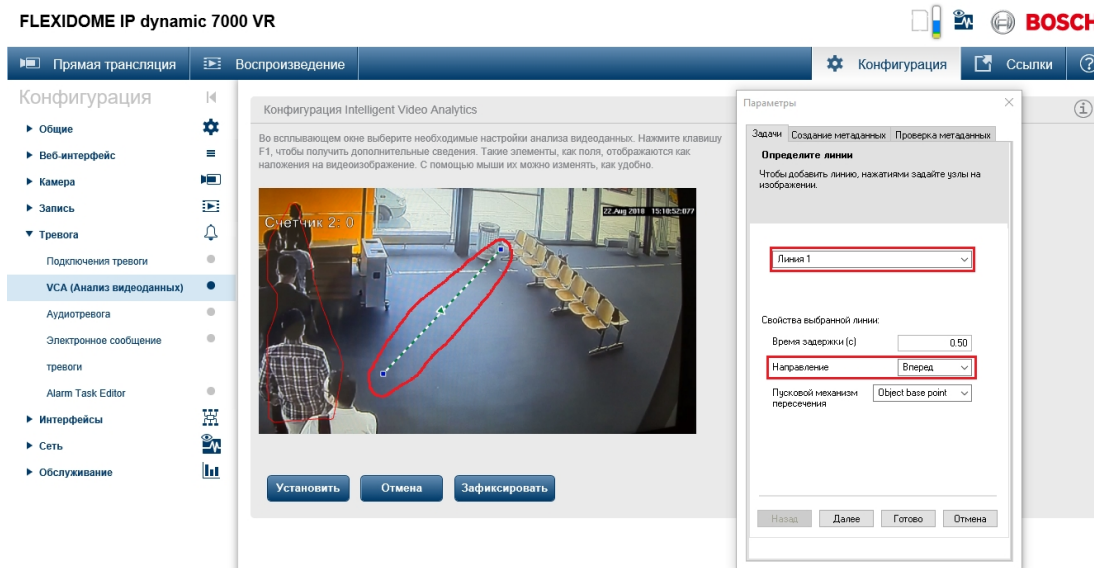 FLEXIDOME IP dynamic 7000 VR
BOSCH
Прямая трансляция
Воспроизведение
Конфигурация
Ссылки
Конфигурация
Общие
Веб-интерфейс
Камера
Запись
Тревога
Подключения тревоги
VCA (Анализ видеоданных)
Аудиотревога
Электронное сообщение
тревоги
Alarm Task Editor
Интерфейсы
Сеть
Обслуживание
Конфигурация Intelligent Video Analytics
Во всплывающем окне выберите необходимые настройки анализа видеоданных. Нажмите клавишу
F1, чтобы получить дополнительные сведения. Такие элементы, как поля, отображаются как
наложения на видеоизображение. С помощью мыши их можно изменять, как удобно.
Счетчик 2: 0
22.Aug 2018 15:10:52:077
Установить
Отмена
Зафиксировать
Параметры
Задачи
Создание метаданных
Проверка метаданных
Определите линии
Чтобы добавить линию, нажатиями задайте узлы на
изображении.
Линия 1
Свойства выбранной линии:
Время задержки (с) 0.50
Направление Вперед
Пусковой механизм Object base point
пересечения
Назад
Далее
Готово
Отмена